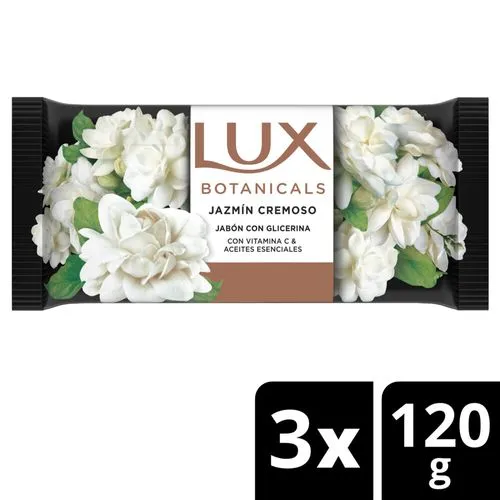 LUX
BOTANICALS
JAZMÍN CREMOSO
JABÓN CON GLICERINA
CON VITAMINA C &
ACEITES ESENCIALES
3x
120
g